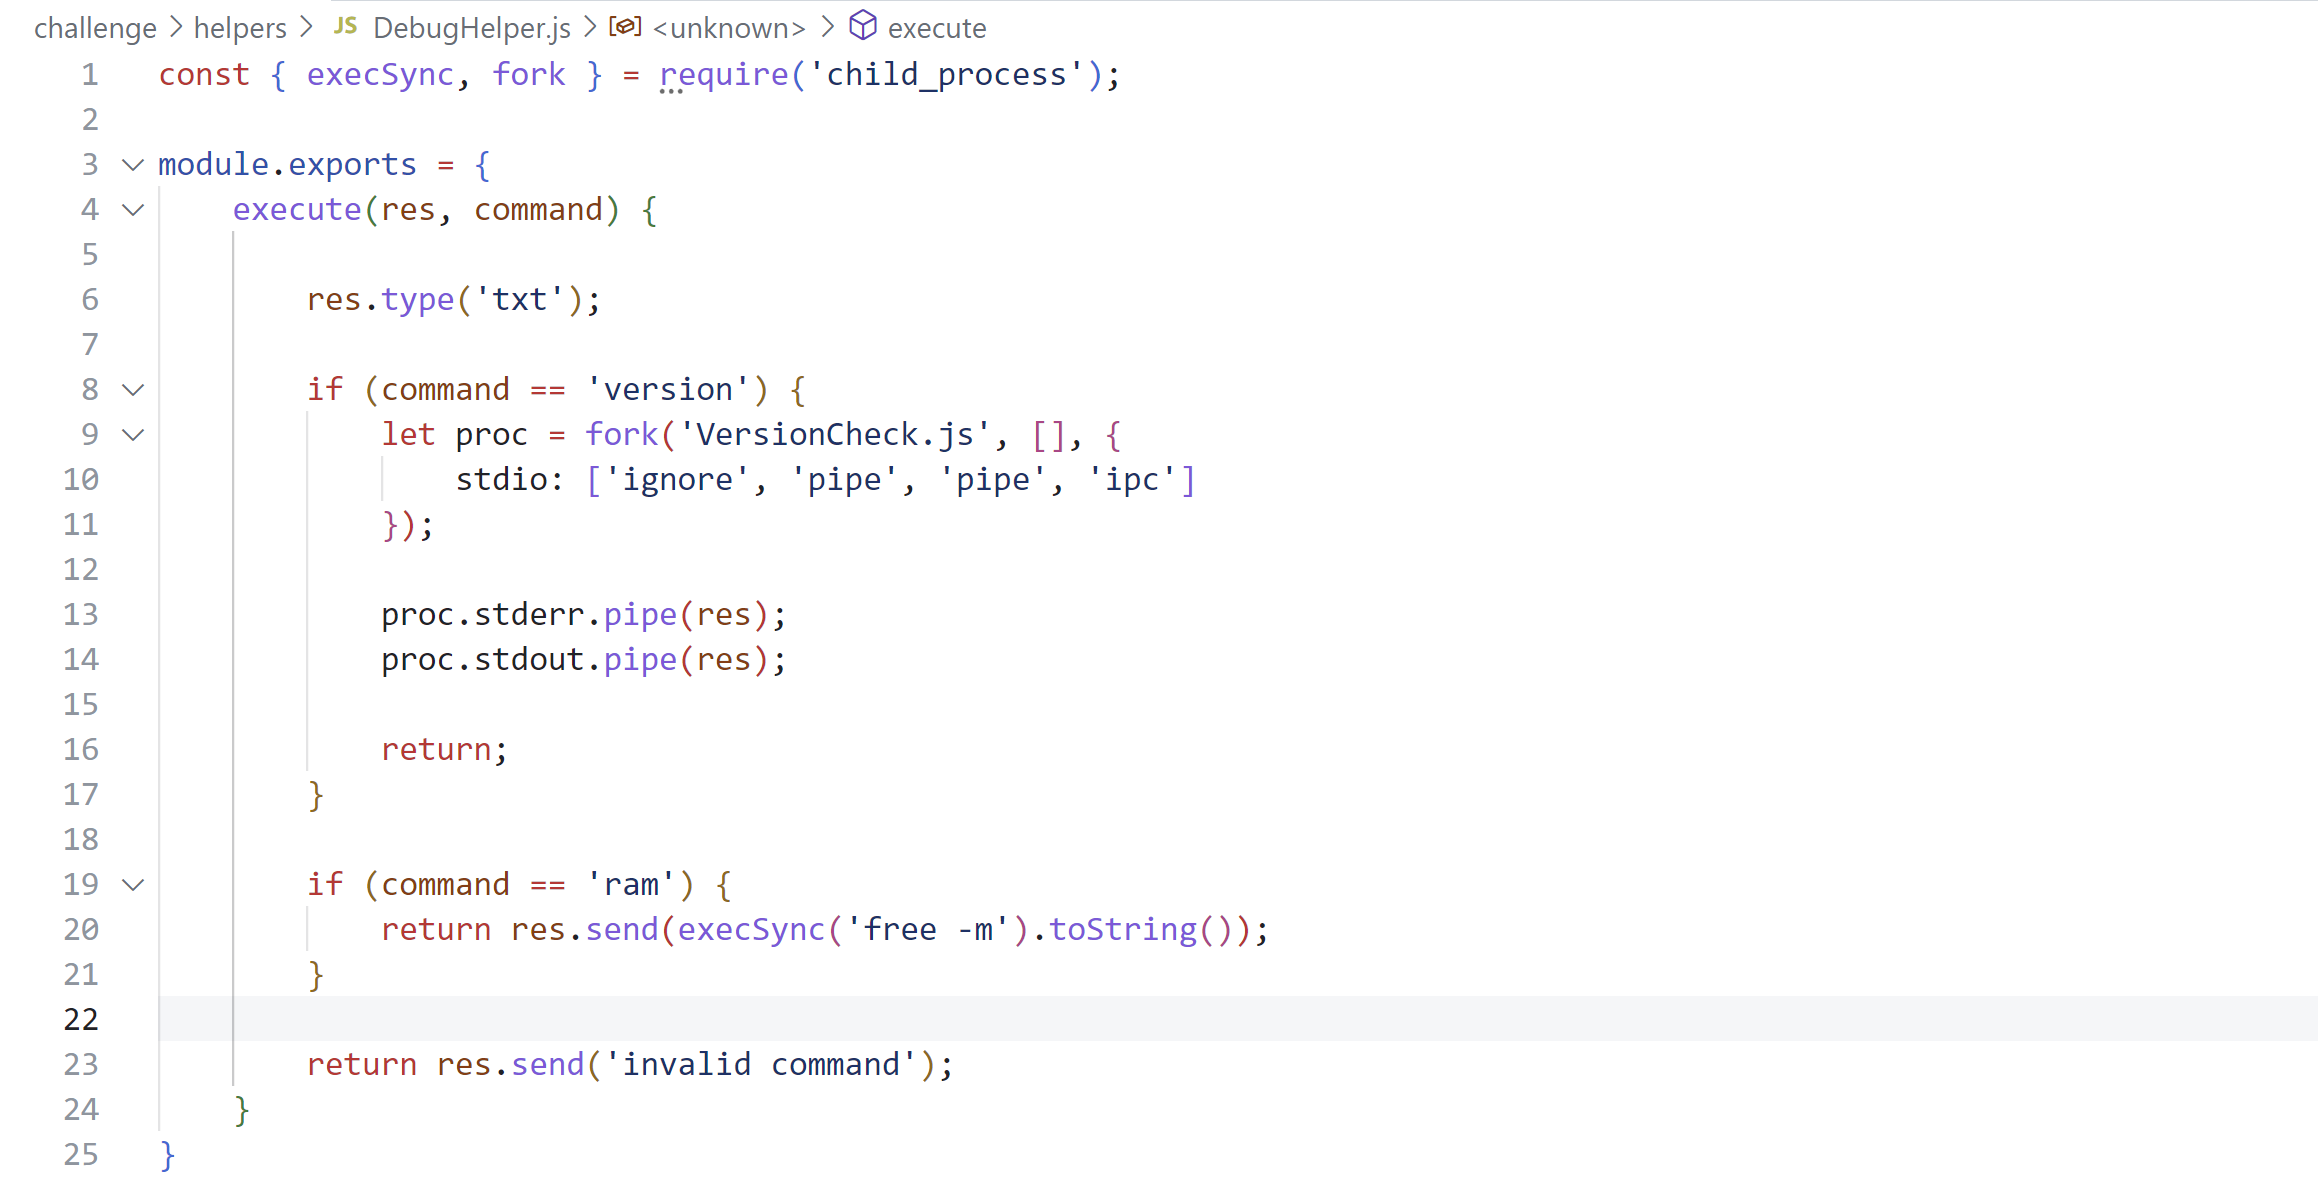 challenge > helpers > JS DebugHelper.js > <unknown> > execute
1 const { execSync, fork } = require('child_process');
2
3 module.exports = {
4     execute(res, command) {
5
6         res.type('txt');
7
8         if (command == 'version') {
9             let proc = fork('VersionCheck.js', [], {
10                 stdio: ['ignore', 'pipe', 'pipe', 'ipc']
11             });
12
13             proc.stderr.pipe(res);
14             proc.stdout.pipe(res);
15
16             return;
17         }
18
19         if (command == 'ram') {
20             return res.send(execSync('free -m').toString());
21         }
22
23         return res.send('invalid command');
24     }
25 }